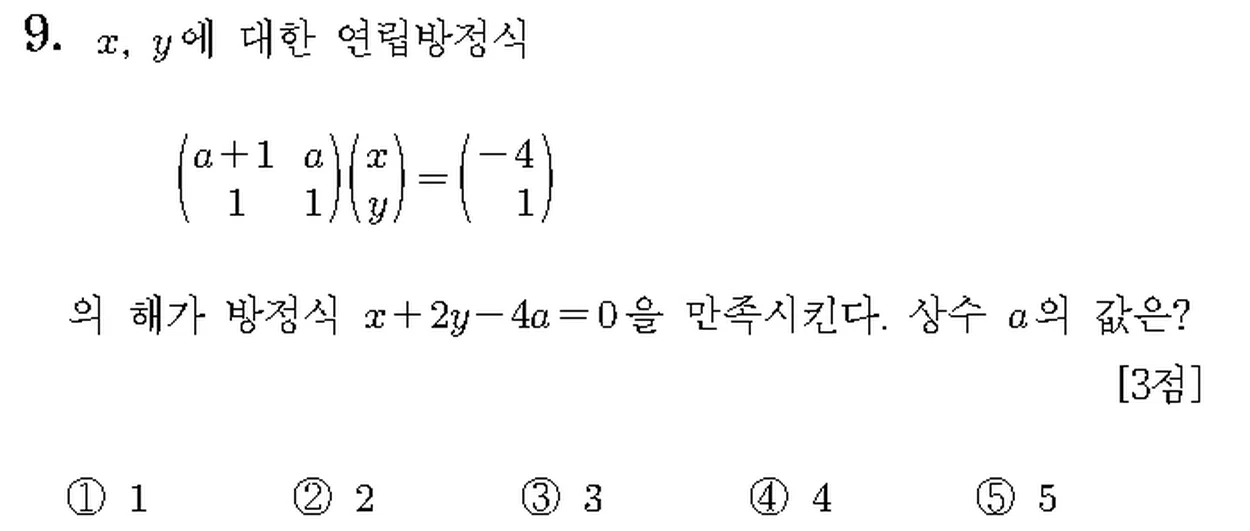 9. x, y에 대한 연립방정식
(a+1 a
1 1)(x
y)=(-4
1)
의 해가 방정식 x+2y-4a=0을 만족시킨다. 상수 a의 값은?
[3점]
① 1 ② 2 ③ 3 ④ 4 ⑤ 5